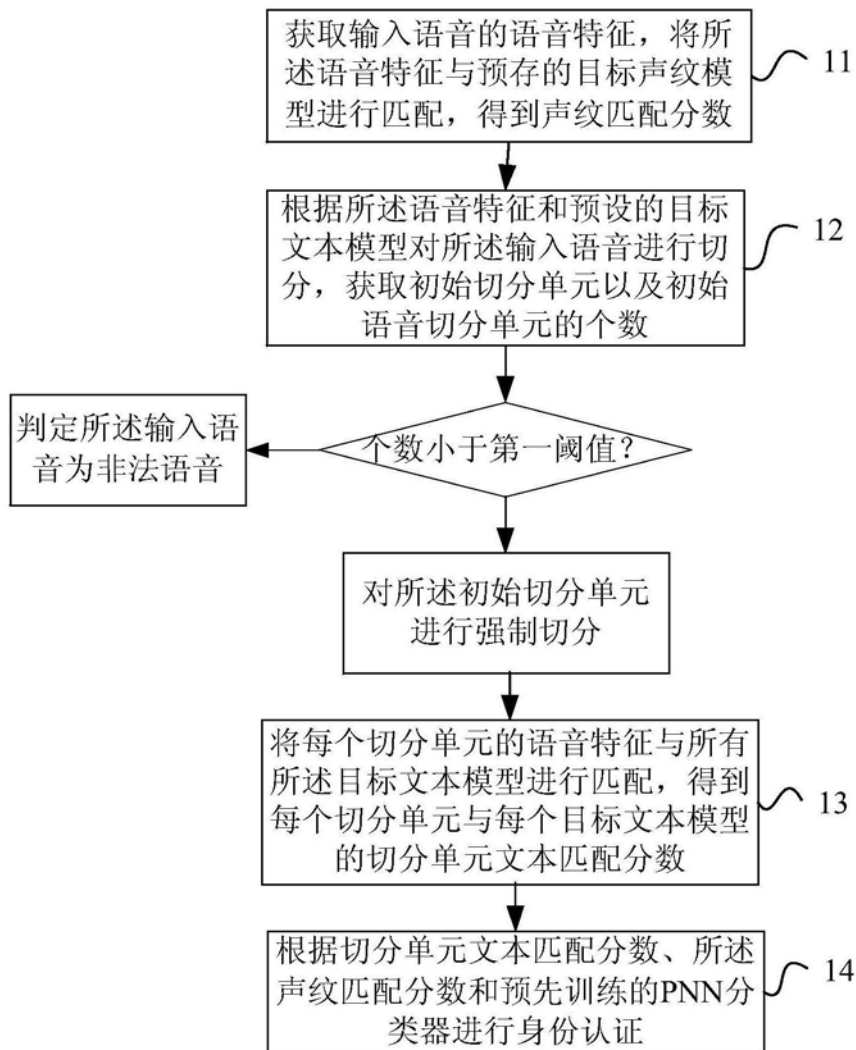 获取输入语音的语音特征，将所
述语音特征与预存的目标声纹模
型进行匹配，得到声纹匹配分数
11
根据所述语音特征和预设的目标
文本模型对所述输入语音进行切
分，获取初始切分单元以及初始
语音切分单元的个数
12
个数小于第一阈值？
判定所述输入语
音为非法语音
对所述初始切分单元
进行强制切分
将每个切分单元的语音特征与所有
所述目标文本模型进行匹配，得到
每个切分单元与每个目标文本模型
的切分单元文本匹配分数
13
根据切分单元文本匹配分数、所述
声纹匹配分数和预先训练的PNN分
类器进行身份认证
14